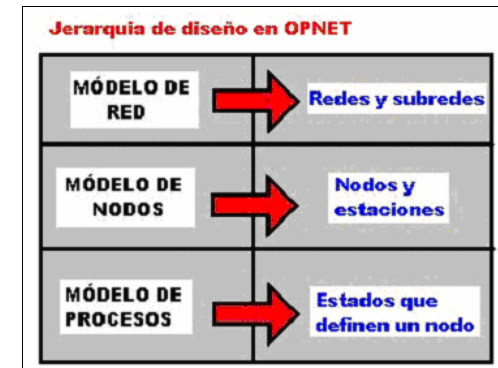 Jerarquia de diseño en OPNET
MÓDELO DE
RED
Redes y subredes
MÓDELO DE
NODOS
Nodos y
estaciones
MÓDELO DE
PROCESOS
Estados que
definen un nodo